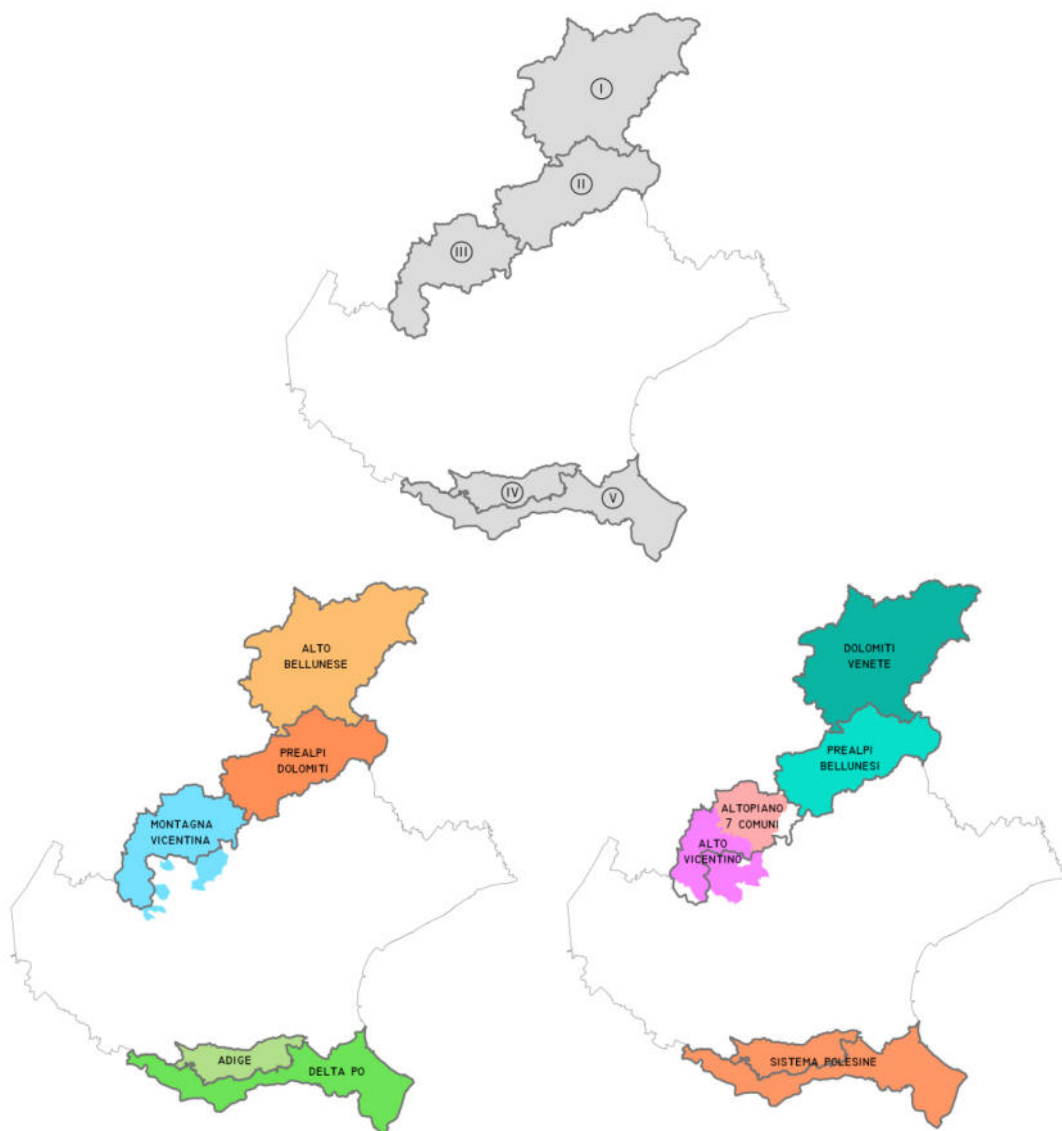 I
II
III
IV
V
ALTO
BELLUNESE
PREALPI
DOLOMITI
MONTAGNA
VICENTINA
ADIGE
DELTA PO
DOLOMITI
VENETE
PREALPI
BELLUNESI
ALTOPIANO
7 COMUNI
ALTO
VICENTINO
SISTEMA POLESINE